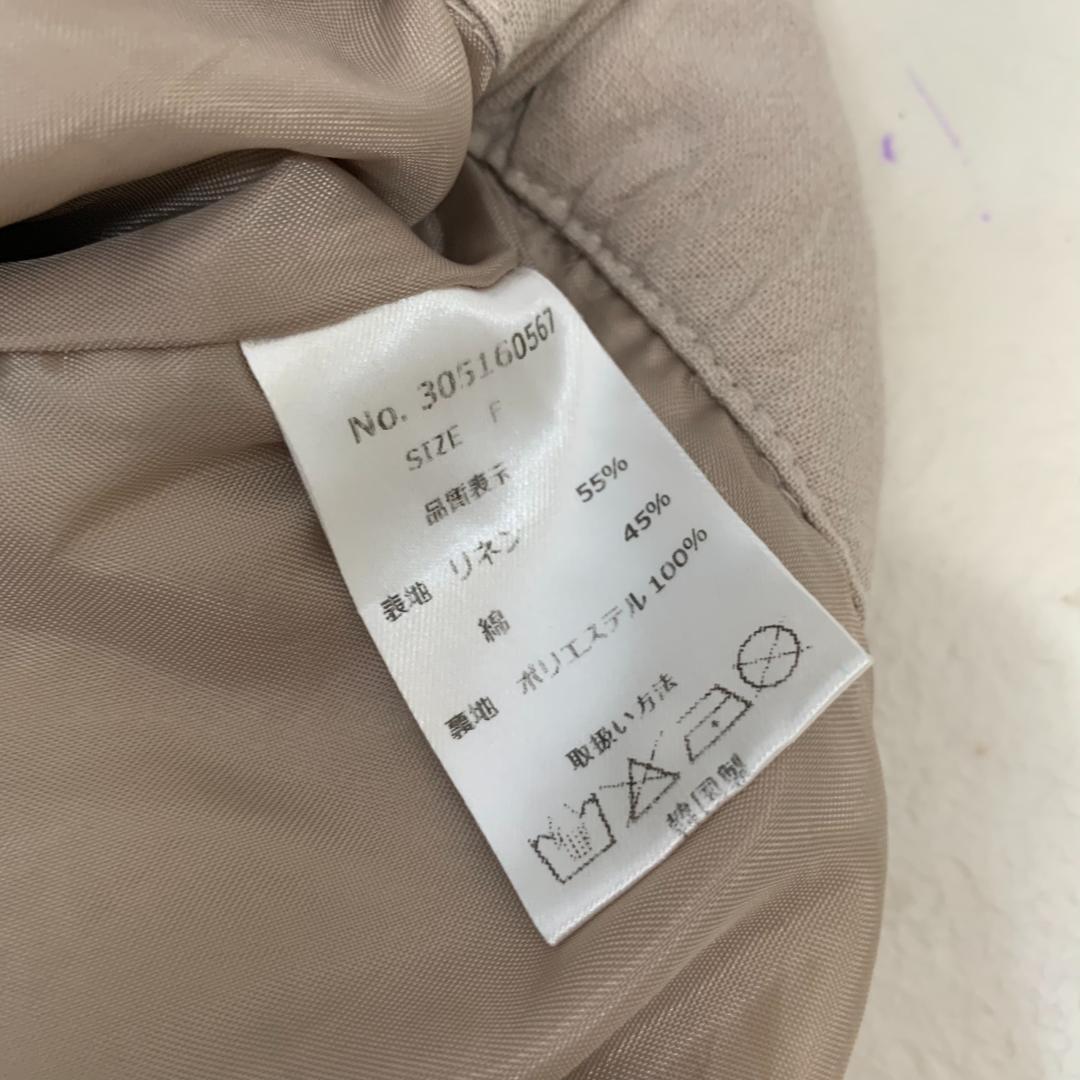 No. 305160567
SIZE F
品質表示
表地 リネン 55%
綿 45%
裏地 ポリエステル 100%
取扱い方法
韓国製